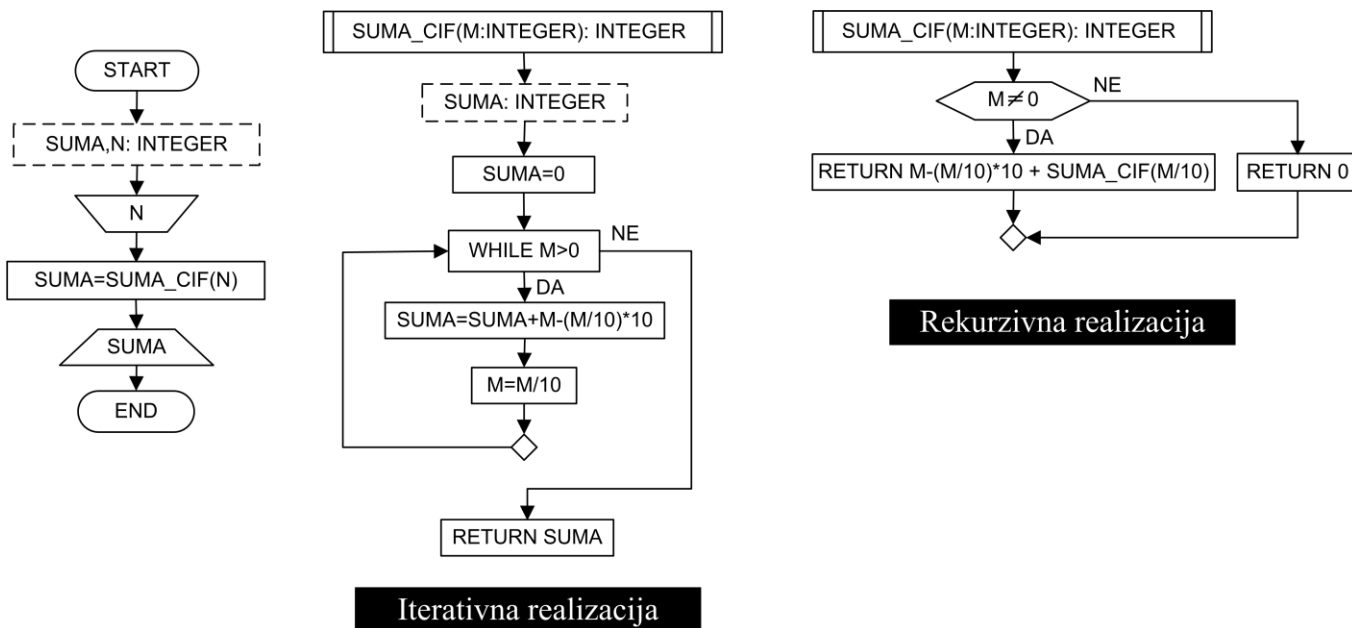 START
SUMA,N: INTEGER
N
SUMA=SUMA_CIF(N)
SUMA
END
SUMA_CIF(M:INTEGER): INTEGER
SUMA: INTEGER
SUMA=0
WHILE M>0
NE
DA
SUMA=SUMA+M-(M/10)*10
M=M/10
RETURN SUMA
Iterativna realizacija
SUMA_CIF(M:INTEGER): INTEGER
M≠0
NE
DA
RETURN M-(M/10)*10 + SUMA_CIF(M/10)
RETURN 0
Rekurzivna realizacija